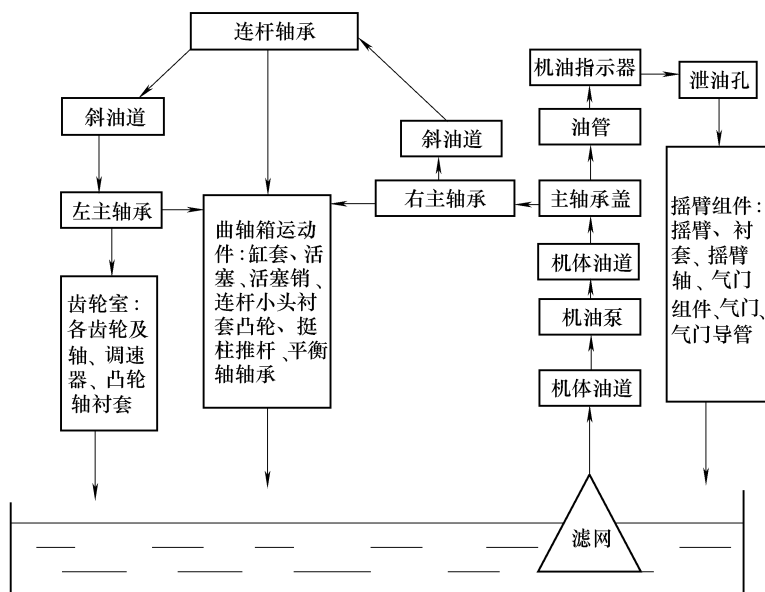 连杆轴承
机油指示器
泄油孔
斜油道
油管
斜油道
左主轴承
右主轴承
主轴承盖
曲轴箱运动
件:缸套、活
塞、活塞销、
连杆小头衬
套凸轮、挺
柱推杆、平衡
轴轴承
摇臂组件:
摇臂、衬
套、摇臂
轴、气门
组件、气门、
气门导管
机体油道
齿轮室:
各齿轮及
轴、调速
器、凸轮
轴衬套
机油泵
机体油道
滤网